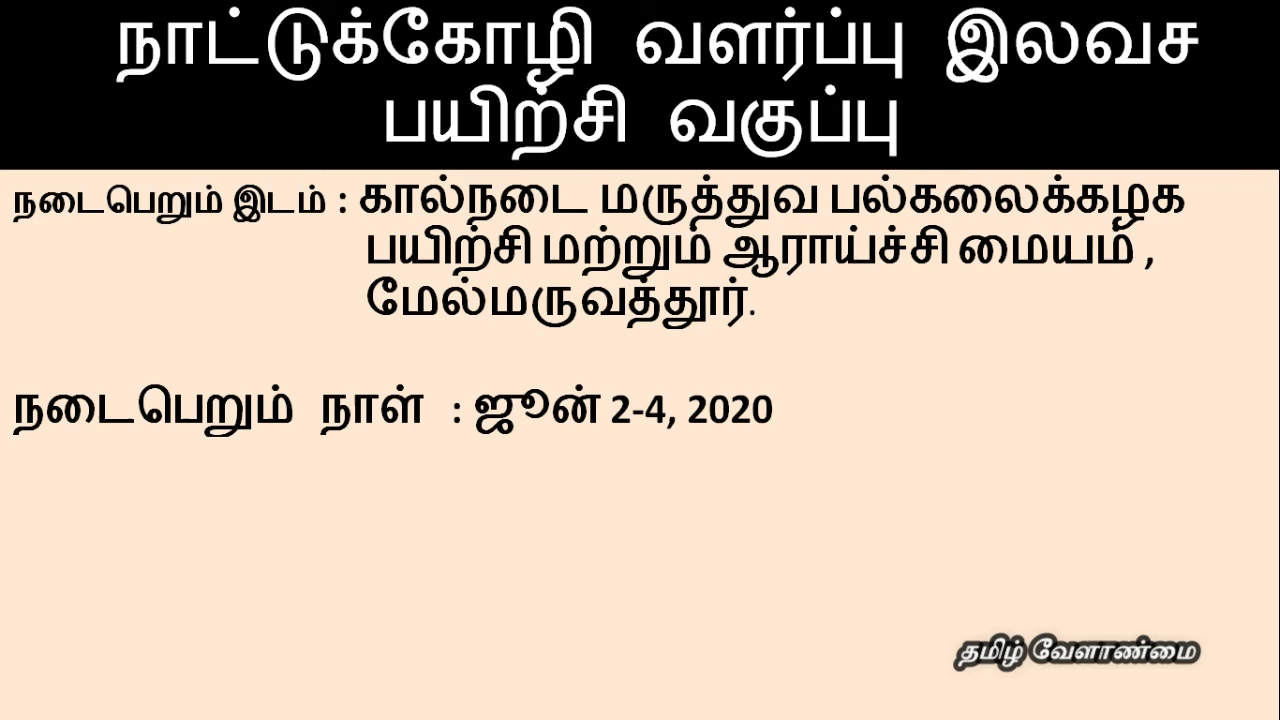 நாட்டுக்கோழி வளர்ப்பு இலவச
பயிற்சி வகுப்பு
நடைபெறும் இடம் : கால்நடை மருத்துவ பல்கலைக்கழக
பயிற்சி மற்றும் ஆராய்ச்சி மையம் ,
மேல்மருவத்தூர்.
நடைபெறும் நாள் : ஜூன் 2-4, 2020
தமிழ் வேளாண்மை